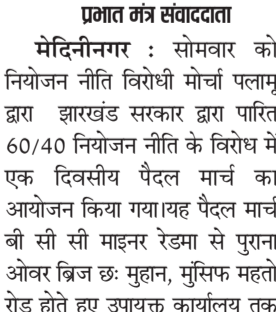 प्रभात मंत्र संवाददाता
मेदिनीनगर : सोमवार को
नियोजन नीति विरोधी मोर्चा पलामू
द्वारा झारखंड सरकार द्वारा पारित
60/40 नियोजन नीति के विरोध में
एक दिवसीय पैदल मार्च का
आयोजन किया गया।यह पैदल मार्च
बी सी सी माइनर रेडमा से पुराना
ओवर ब्रिज छः मुहान, मुंसिफ महतो
रोड होते हुए उपायुक्त कार्यालय तक